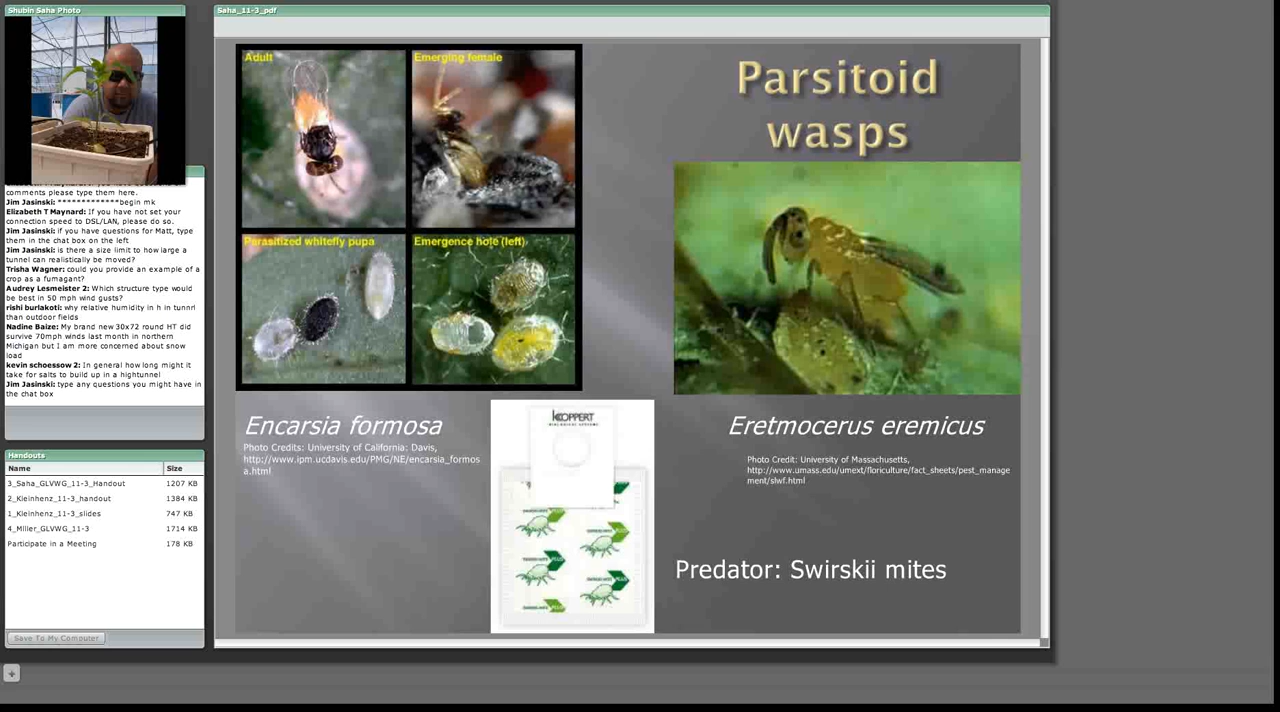 Shubin Saha Photo
comments please type them here.
Jim Jasinski: *************begin mk
Elizabeth T Maynard: If you have not set your
connection speed to DSL/LAN, please do so.
Jim Jasinski: if you have questions for Matt, type
them in the chat box on the left
Jim Jasinski: is there a size limit to how large a
tunnel can realistically be moved?
Trisha Wagner: could you provide an example of a
crop as a fumagant?
Audrey Lesmeister 2: Which structure type would
be best in 50 mph wind gusts?
rishi burlakoti: why relative humidity in h in tunnrl
than outdoor fields
Nadine Baize: My brand new 30x72 round HT did
survive 70mph winds last month in northern
Michigan but I am more concerned about snow
load
kevin schoessow 2: In general how long might it
take for salts to build up in a hightunnel
Jim Jasinski: type any questions you might have in
the chat box
Handouts
Name Size
3_Saha_GLVWG_11-3_Handout 1207 KB
2_Kleinhenz_11-3_handout 1384 KB
1_Kleinhenz_11-3_slides 747 KB
4_Miller_GLVWG_11-3 1714 KB
Participate in a Meeting 178 KB
Save To My Computer
Saha_11-3_pdf
Adult
Emerging female
Parasitized whitefly pupa
Emergence hole (left)
Parsitoid
wasps
Encarsia formosa
Photo Credits: University of California: Davis,
http://www.ipm.ucdavis.edu/PMG/NE/encarsia_formos
a.html
KOPPERT
BIOLOGICAL SYSTEMS
Eretmocerus eremicus
Photo Credit: University of Massachusetts,
http://www.umass.edu/umext/floriculture/fact_sheets/pest_manage
ment/slwf.html
Predator: Swirskii mites